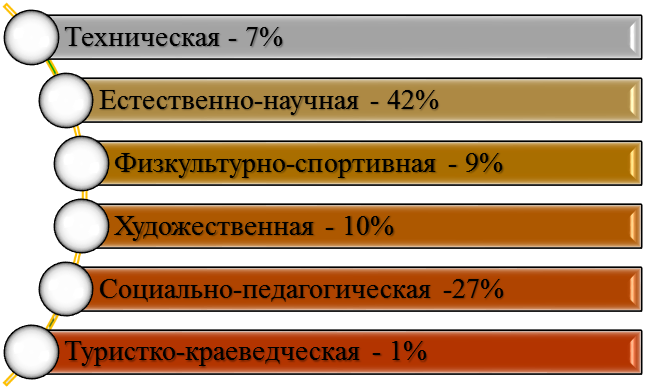 Техническая - 7%
Естественно-научная - 42%
Физкультурно-спортивная - 9%
Художественная - 10%
Социально-педагогическая -27%
Туристко-краеведческая - 1%